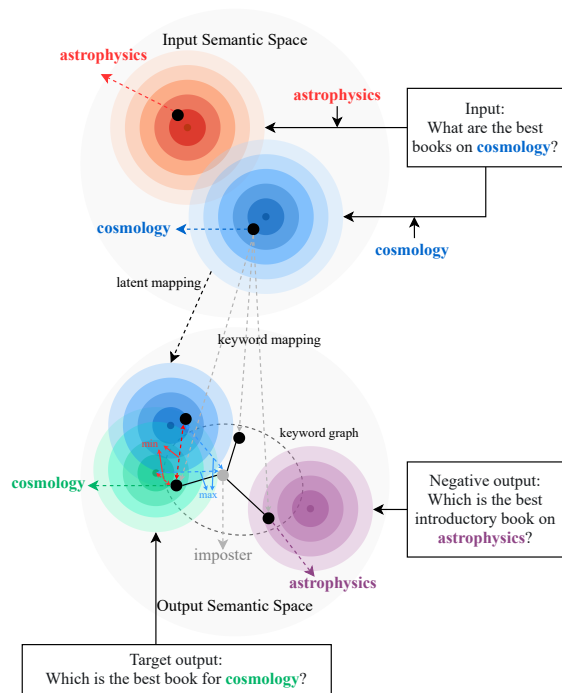 Input Semantic Space
astrophysics
astrophysics
Input:
What are the best
books on cosmology?
cosmology
cosmology
latent mapping
keyword mapping
keyword graph
min
max
cosmology
imposter
astrophysics
Negative output:
Which is the best
introductory book on
astrophysics?
Output Semantic Space
Target output:
Which is the best book for cosmology?